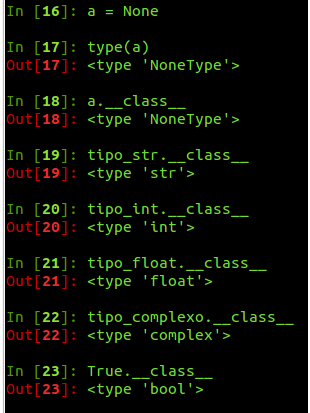 In [16]: a = None
In [17]: type(a)
Out[17]: <type 'NoneType'>
In [18]: a.__class__
Out[18]: <type 'NoneType'>
In [19]: tipo_str.__class__
Out[19]: <type 'str'>
In [20]: tipo_int.__class__
Out[20]: <type 'int'>
In [21]: tipo_float.__class__
Out[21]: <type 'float'>
In [22]: tipo_complexo.__class__
Out[22]: <type 'complex'>
In [23]: True.__class__
Out[23]: <type 'bool'>